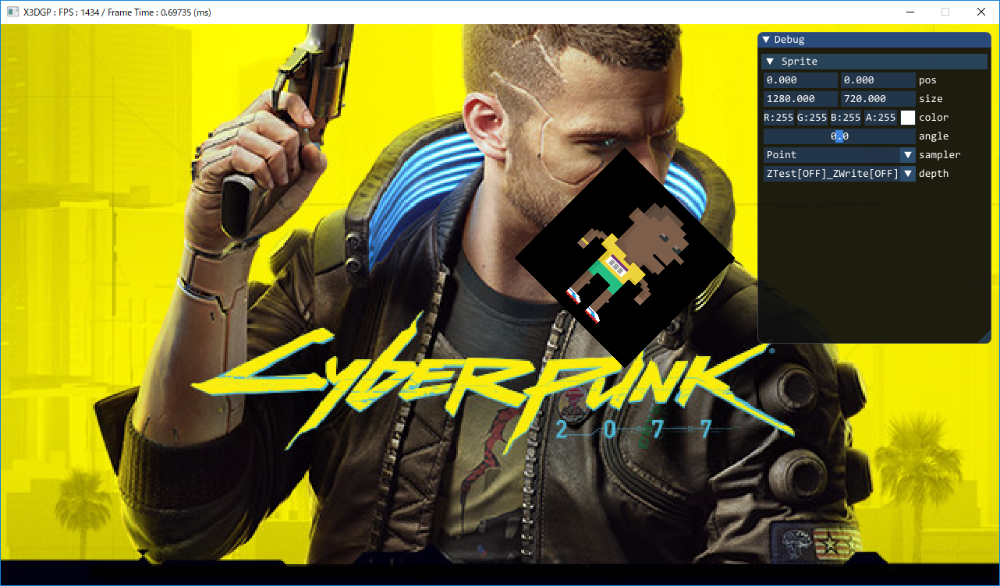 X3DGP : FPS : 1434 / Frame Time : 0.69735 (ms)
Debug
Sprite
0.000 0.000 pos
1280.000 720.000 size
R:255 G:255 B:255 A:255 color
0.0 angle
Point sampler
ZTest[OFF]_ZWrite[OFF] depth
Cyberpunk
2077